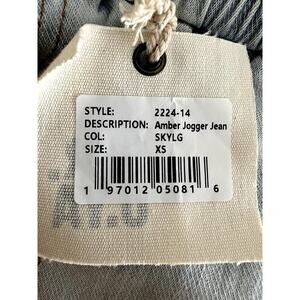 STYLE: 2224-14
DESCRIPTION: Amber Jogger Jean
COL: SKYLG
SIZE: XS
1 97012 05081 6